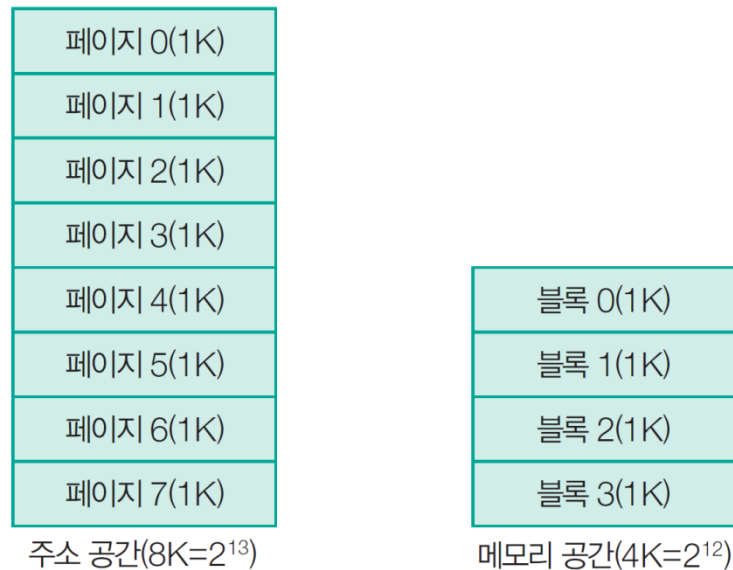 페이지 0(1K)
페이지 1(1K)
페이지 2(1K)
페이지 3(1K)
페이지 4(1K)
페이지 5(1K)
페이지 6(1K)
페이지 7(1K)
주소 공간(8K=2¹³)
블록 0(1K)
블록 1(1K)
블록 2(1K)
블록 3(1K)
메모리 공간(4K=2¹²)